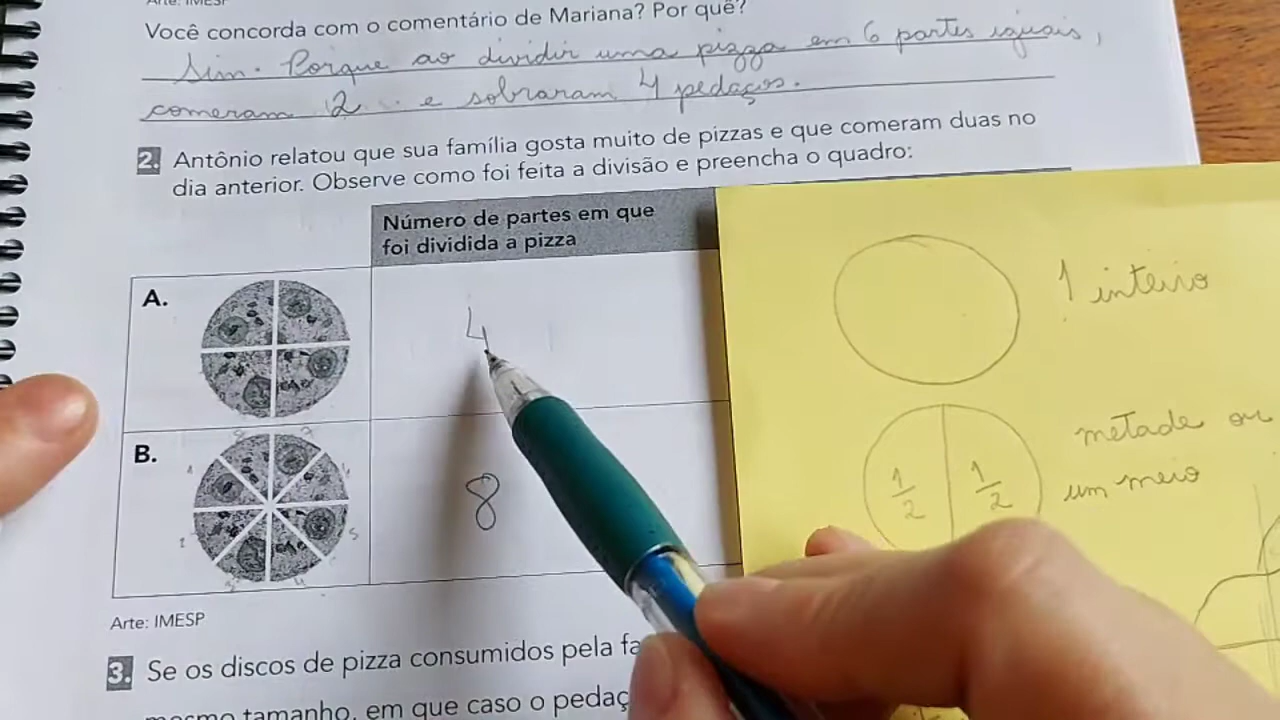 Arte: IMESP
Você concorda com o comentário de Mariana? Por quê?
Sim. Porque ao dividir uma pizza em 6 partes iguais,
comeram 2 e sobraram 4 pedaços.
2. Antônio relatou que sua família gosta muito de pizzas e que comeram duas no
dia anterior. Observe como foi feita a divisão e preencha o quadro:
Número de partes em que
foi dividida a pizza
A.
4
B.
8
Arte: IMESP
3. Se os discos de pizza consumidos pela fa
mesmo tamanho, em que caso o pedaç
1 inteiro
1/2 1/2
metade ou
um meio